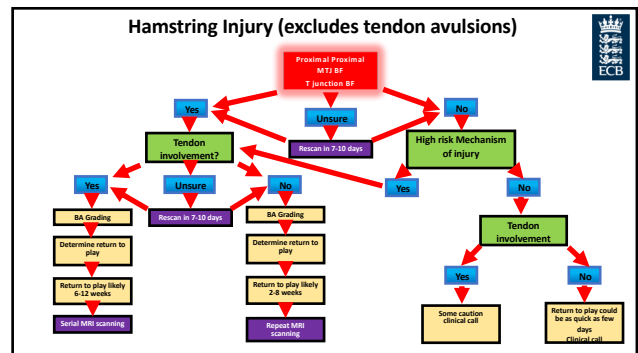 Hamstring Injury (excludes tendon avulsions)
ECB
Proximal Proximal
MTJ BF
T junction BF
Yes
Unsure
No
Rescan in 7-10 days
Tendon
involvement?
High risk Mechanism
of injury
Yes
Unsure
No
Yes
No
BA Grading
Rescan in 7-10 days
BA Grading
Tendon
involvement
Determine return to
play
Determine return to
play
Yes
No
Return to play likely
6-12 weeks
Return to play likely
2-8 weeks
Serial MRI scanning
Repeat MRI
scanning
Some caution
clinical call
Return to play could
be as quick as few
days
Clinical call